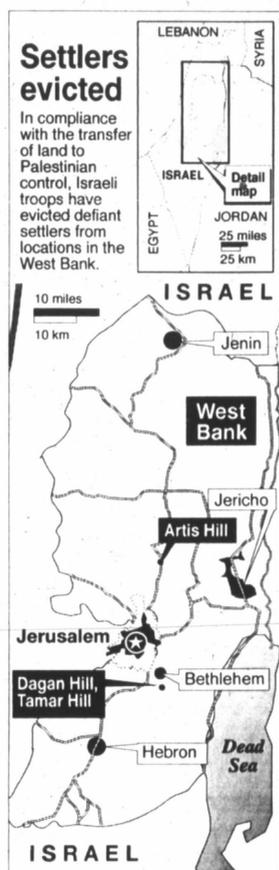 Settlers
evicted
In compliance
with the transfer
of land to
Palestinian
control, Israeli
troops have
evicted defiant
settlers from
locations in the
West Bank.
LEBANON
SYRIA
ISRAEL
Detail
map
JORDAN
EGYPT
25 miles
25 km
ISRAEL
10 miles
10 km
Jenin
West
Bank
Jericho
Artis Hill
Jerusalem
Dagan Hill,
Tamar Hill
Bethlehem
Hebron
Dead
Sea
ISRAEL